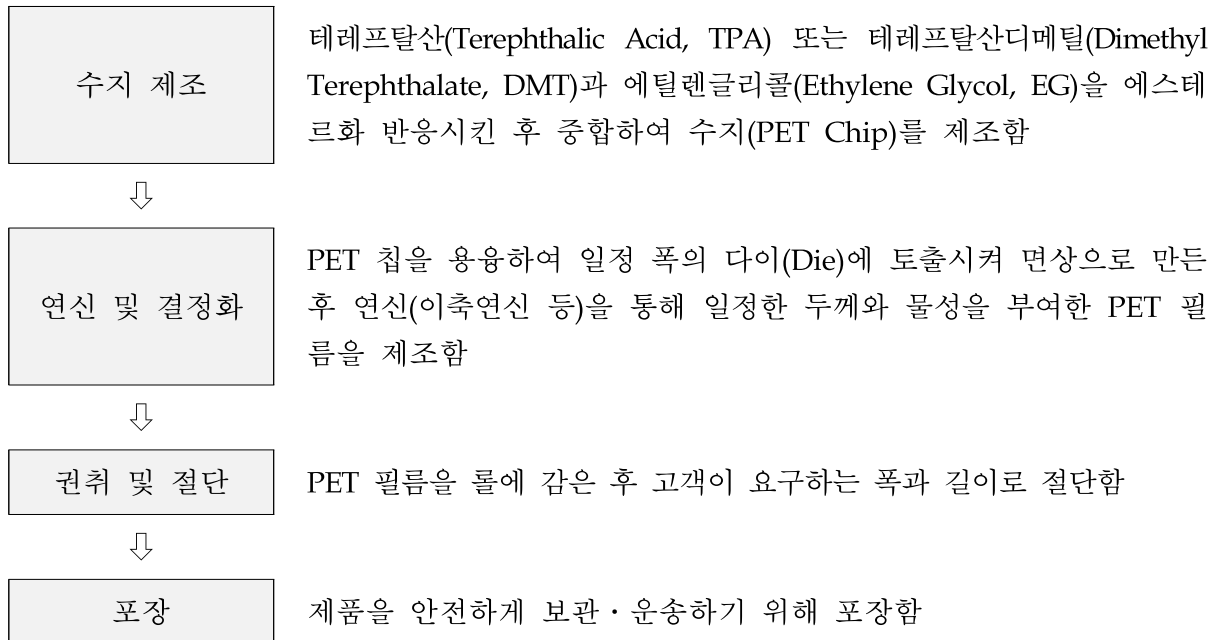 수지 제조
테레프탈산(Terephthalic Acid, TPA) 또는 테레프탈산디메틸(Dimethyl
Terephthalate, DMT)과 에틸렌글리콜(Ethylene Glycol, EG)을 에스테
르화 반응시킨 후 중합하여 수지(PET Chip)를 제조함
⇩
연신 및 결정화
PET 칩을 용융하여 일정 폭의 다이(Die)에 토출시켜 면상으로 만든
후 연신(이축연신 등)을 통해 일정한 두께와 물성을 부여한 PET 필
름을 제조함
⇩
권취 및 절단
PET 필름을 롤에 감은 후 고객이 요구하는 폭과 길이로 절단함
⇩
포장
제품을 안전하게 보관・운송하기 위해 포장함